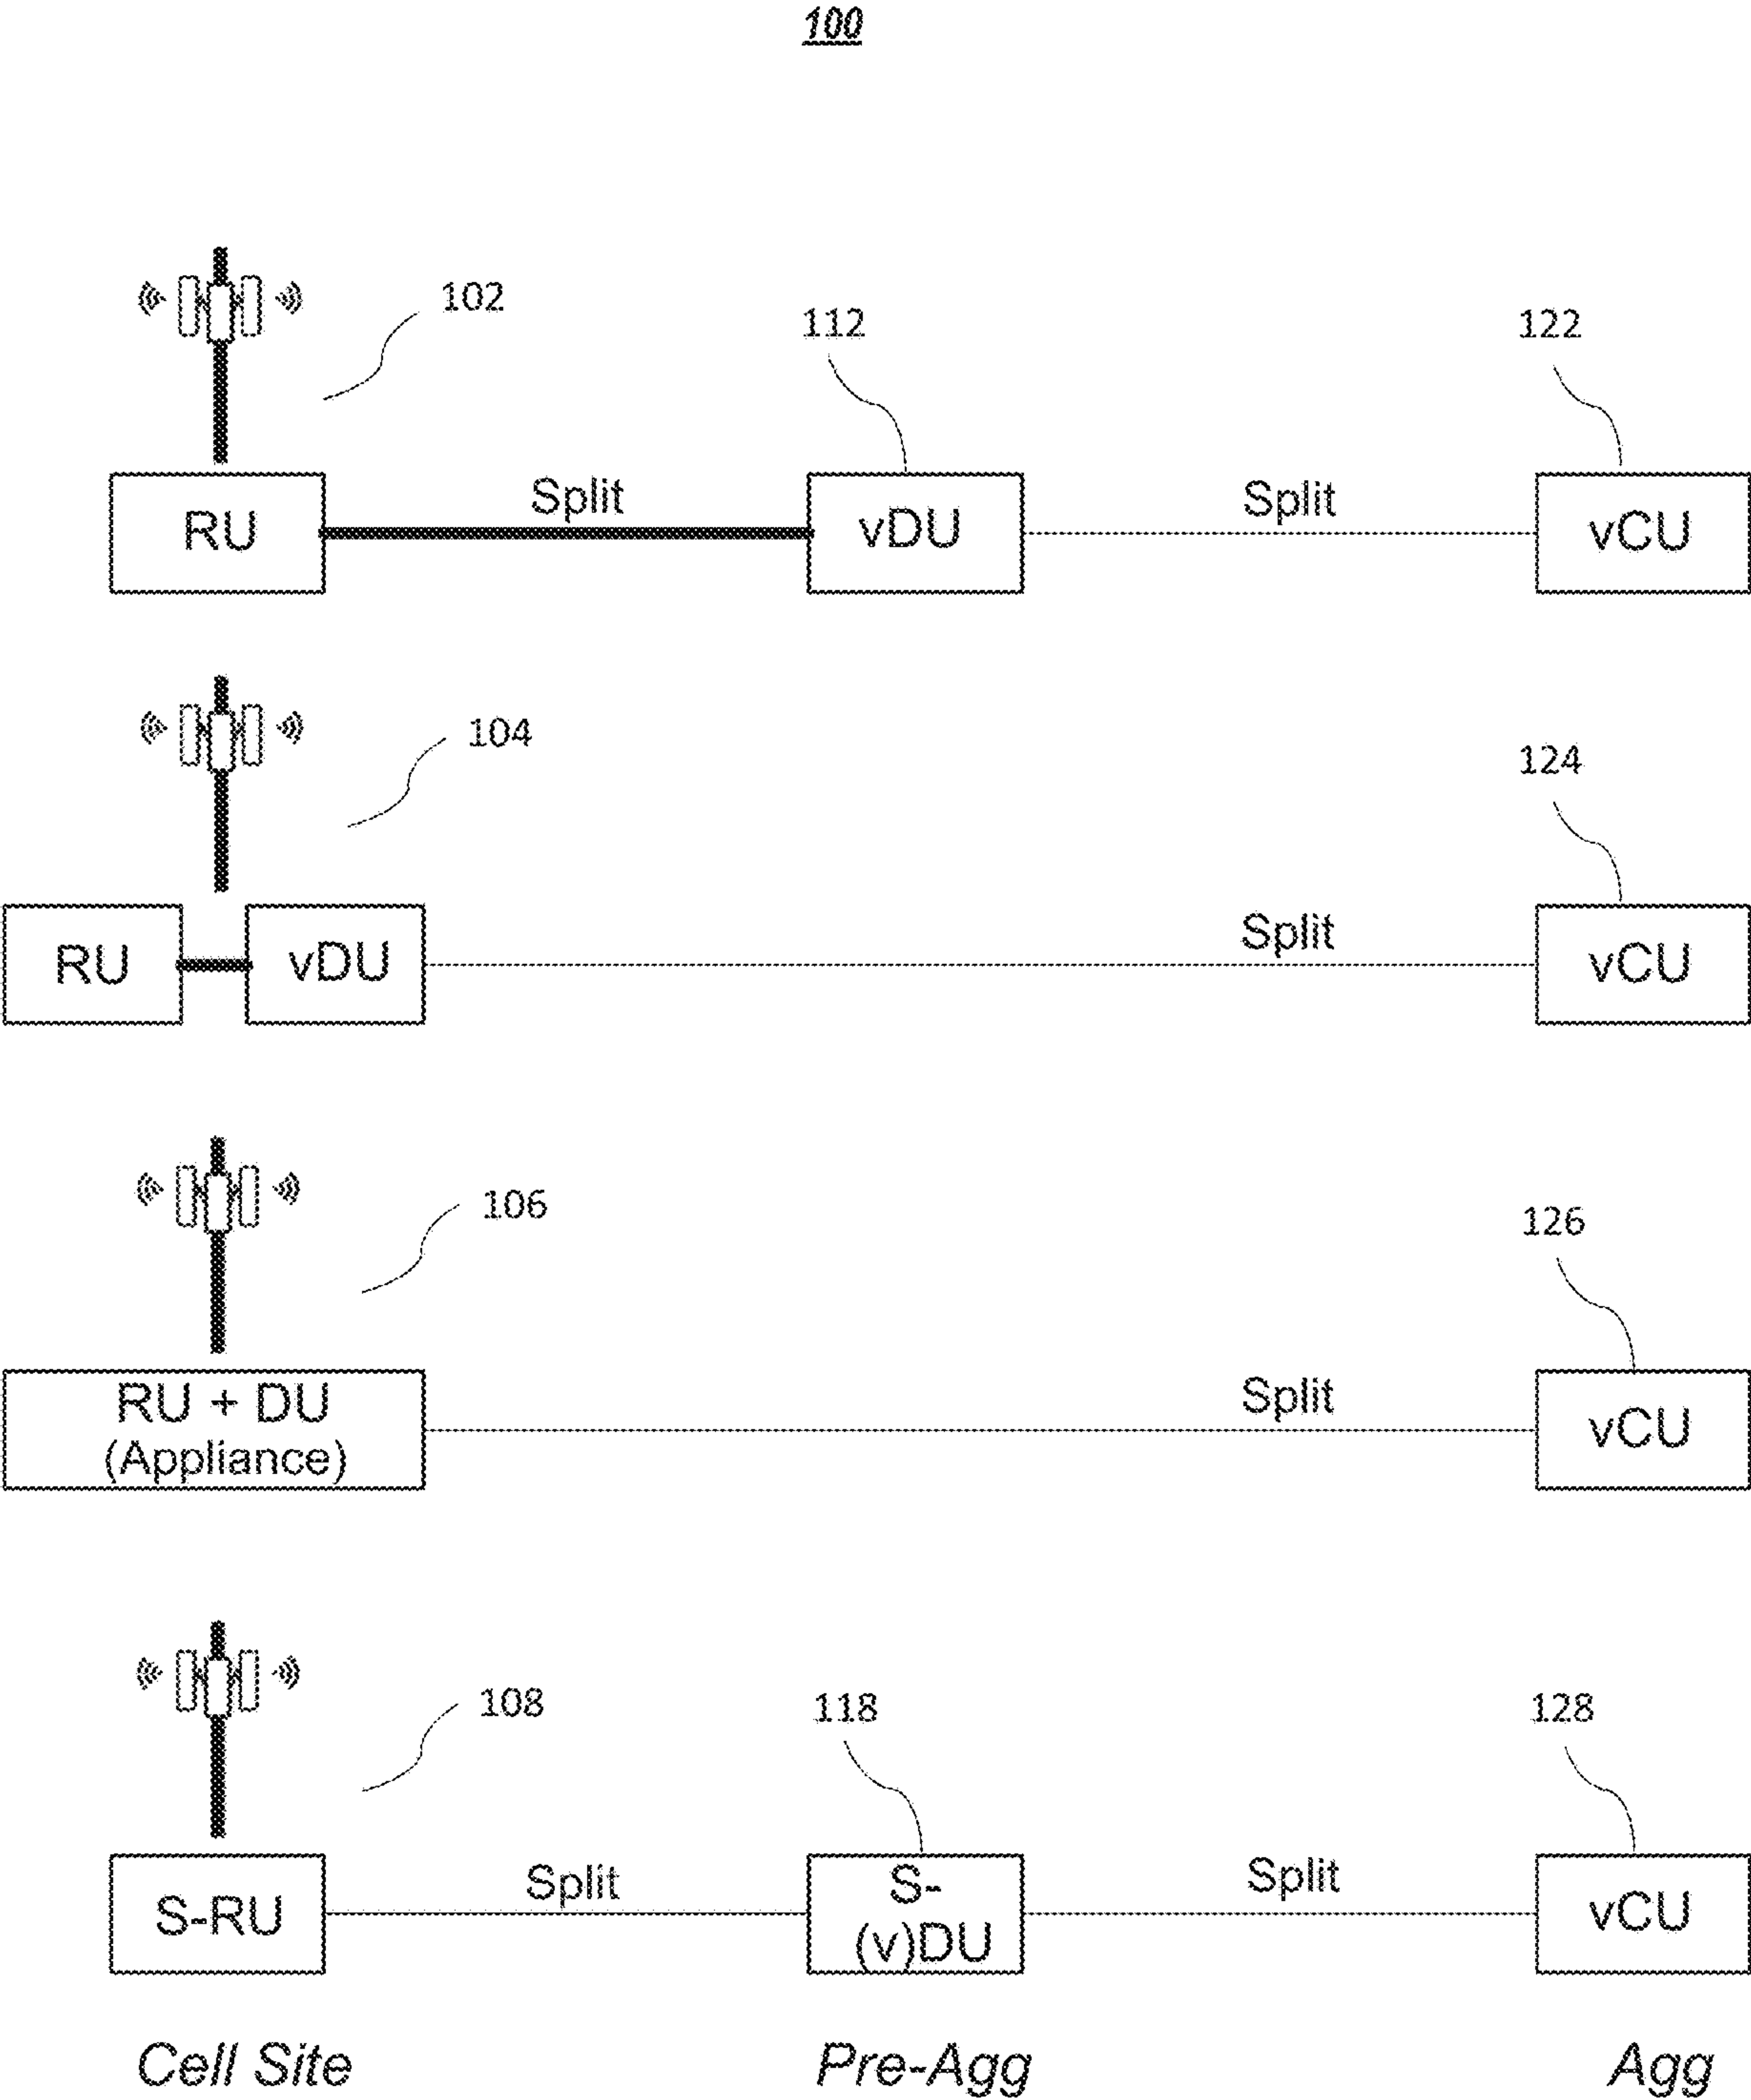 100
102
112
122
RU
Split
vDU
Split
vCU
104
124
RU
vDU
Split
vCU
106
126
RU + DU
(Appliance)
Split
vCU
108
118
128
S-RU
Split
S-
(v)DU
Split
vCU
Cell Site
Pre-Agg
Agg